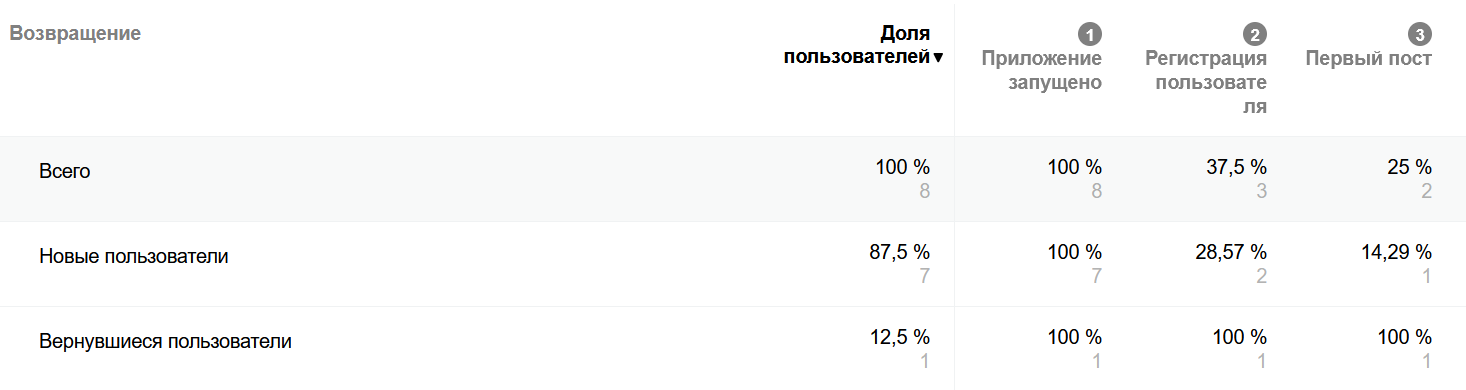 Возвращение
Доля
пользователей▼
1
Приложение
запущено
2
Регистрация
пользовате
ля
3
Первый пост
Всего
100 %
8
100 %
8
37,5 %
3
25 %
2
Новые пользователи
87,5 %
7
100 %
7
28,57 %
2
14,29 %
1
Вернувшиеся пользователи
12,5 %
1
100 %
1
100 %
1
100 %
1